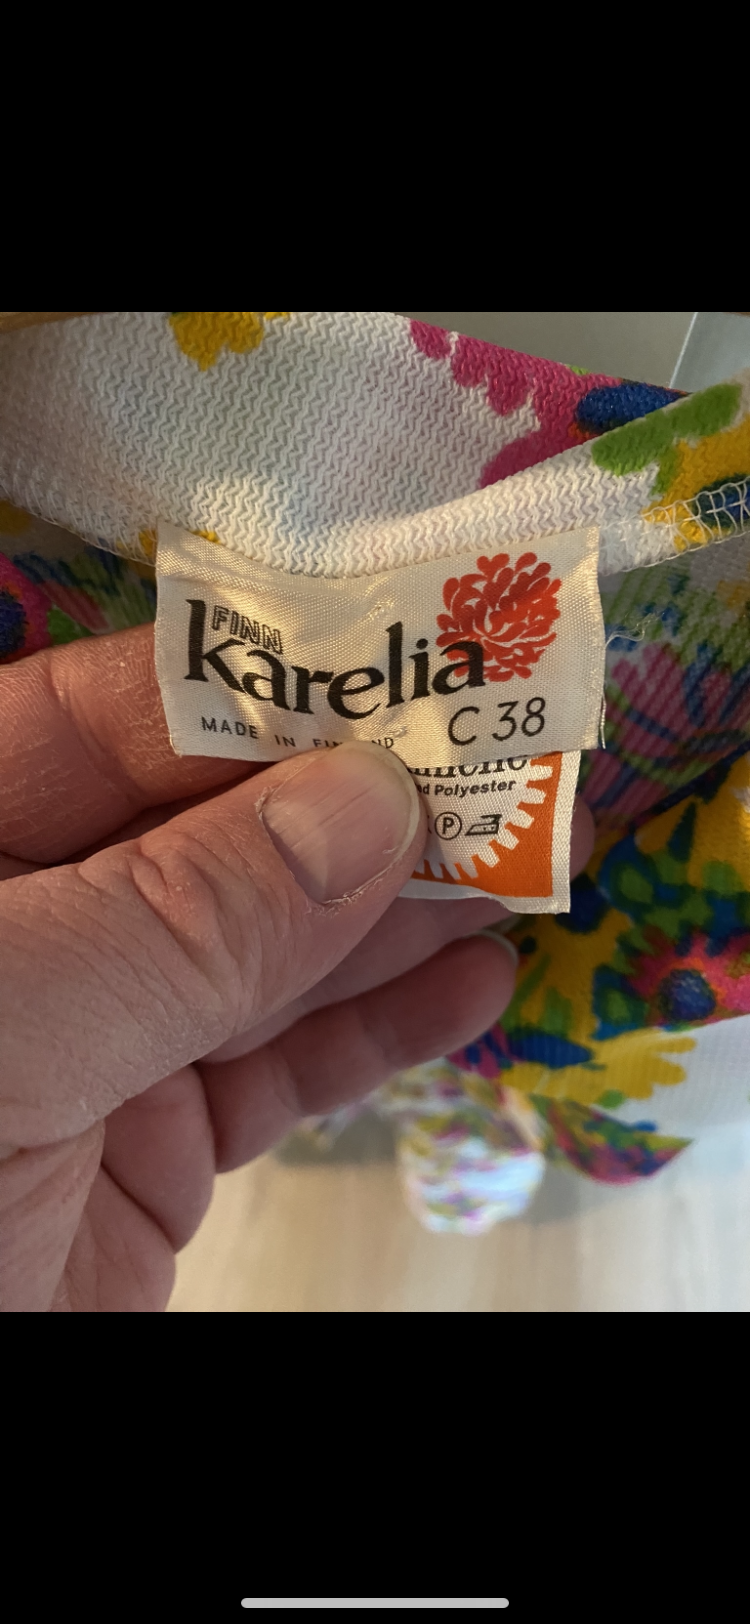 FINN
karelia
MADE IN
C 38
Polyester
P